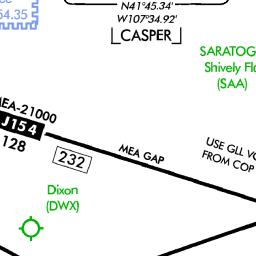 54.35
N41°45.34'
W107°34.92'
CASPER
SARATOG
Shively Fl
(SAA)
MEA-21000
J154
128
232
MEA GAP
USE GLL VO
FROM COP
Dixon
(DWX)